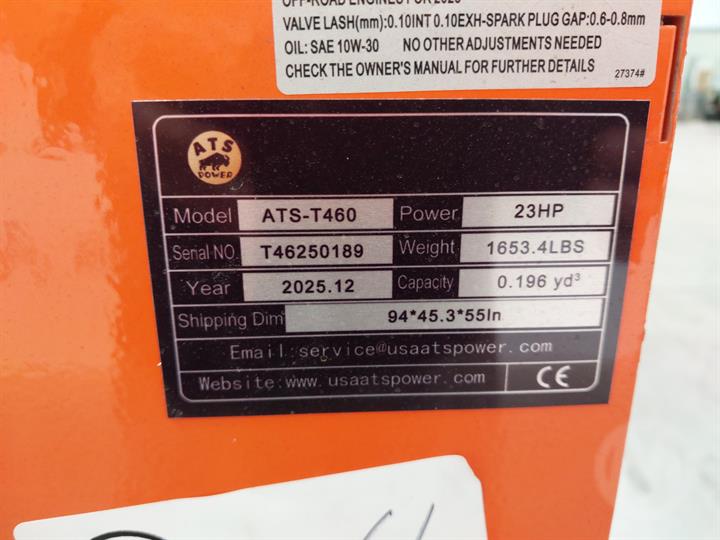 VALVE LASH(mm):0.10INT 0.10EXH-SPARK PLUG GAP:0.6-0.8mm
OIL: SAE 10W-30 NO OTHER ADJUSTMENTS NEEDED
CHECK THE OWNER'S MANUAL FOR FURTHER DETAILS 27374#
ATS
POWER
Model ATS-T460 Power 23HP
Serial NO. T46250189 Weight 1653.4LBS
Year 2025.12 Capacity 0.196 yd³
Shipping Dim 94*45.3*55In
Email:service@usaatspower.com
Website:www.usaatspower.com CE